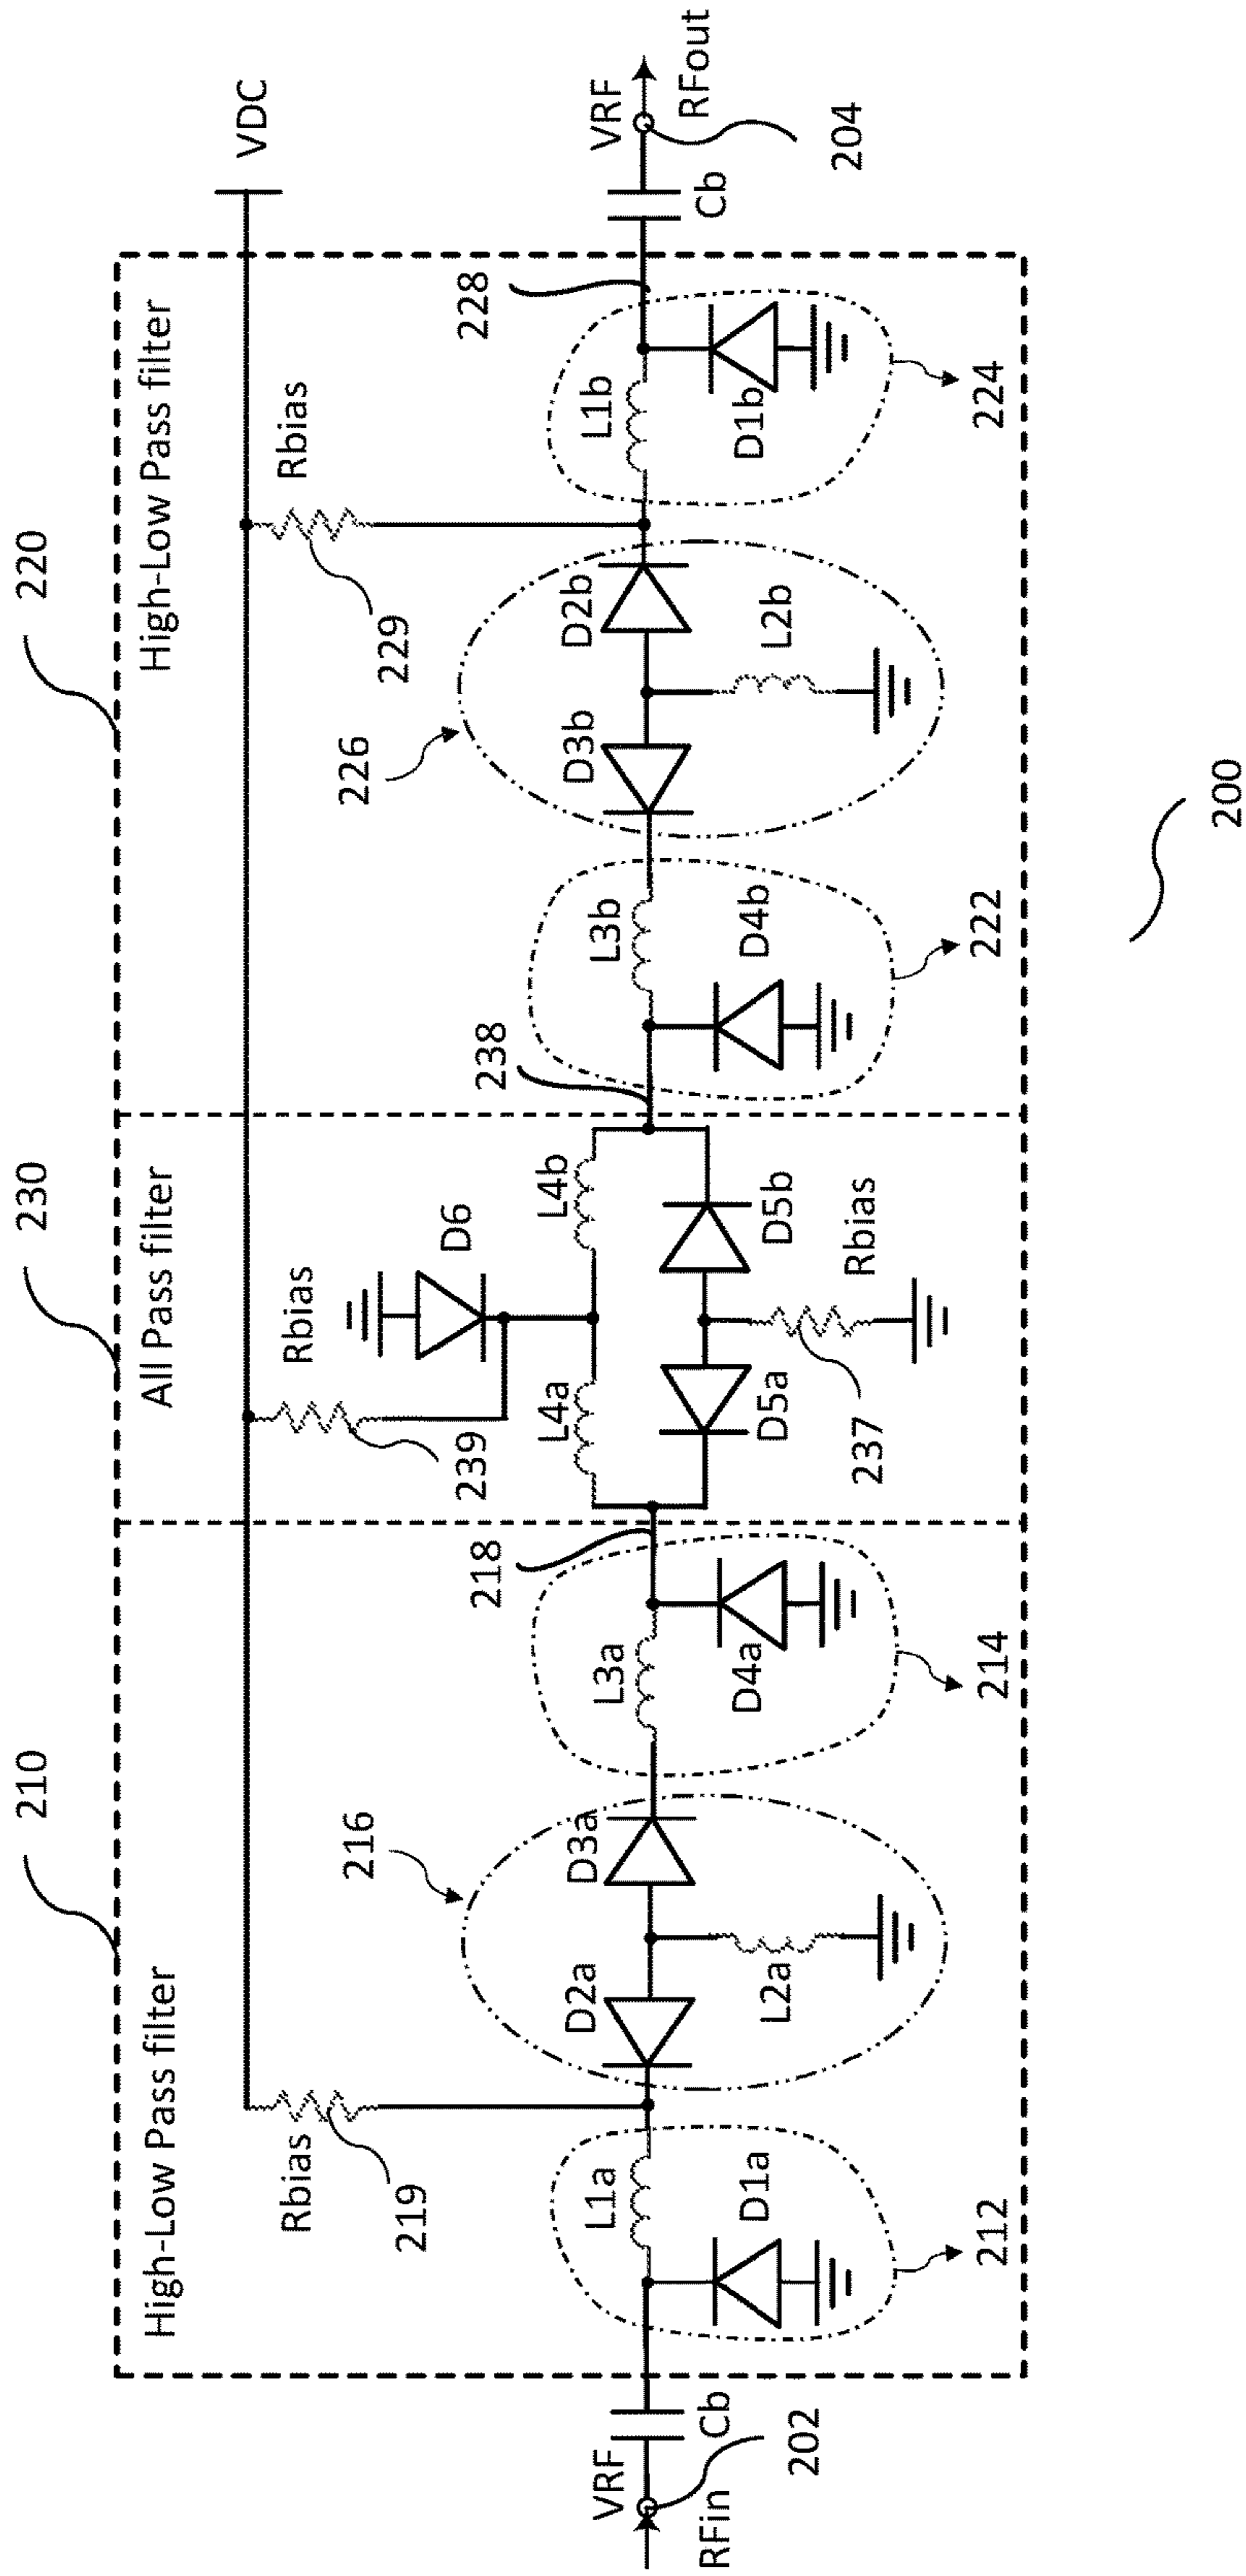 210
230
220
High-Low Pass filter
All Pass filter
High-Low Pass filter
VDC
Rbias
219
216
Rbias
239
D6
Rbias
229
226
218
238
228
VRF
RFin
202
Cb
L1a
D1a
212
D2a
D3a
L2a
L3a
D4a
214
L4a
L4b
D5a
D5b
237
Rbias
L3b
D4b
222
D3b
D2b
L2b
L1b
D1b
224
Cb
VRF
RFout
204
200